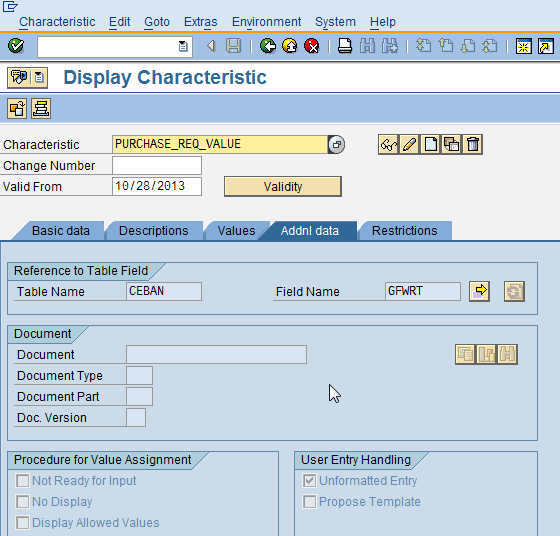 Characteristic Edit Goto Extras Environment System Help
Display Characteristic
Characteristic PURCHASE_REQ_VALUE
Change Number
Valid From 10/28/2013 Validity
Basic data Descriptions Values Addnl data Restrictions
Reference to Table Field
Table Name CEBAN Field Name GFWRT
Document
Document
Document Type
Document Part
Doc. Version
Procedure for Value Assignment User Entry Handling
Not Ready for Input Unformatted Entry
No Display Propose Template
Display Allowed Values